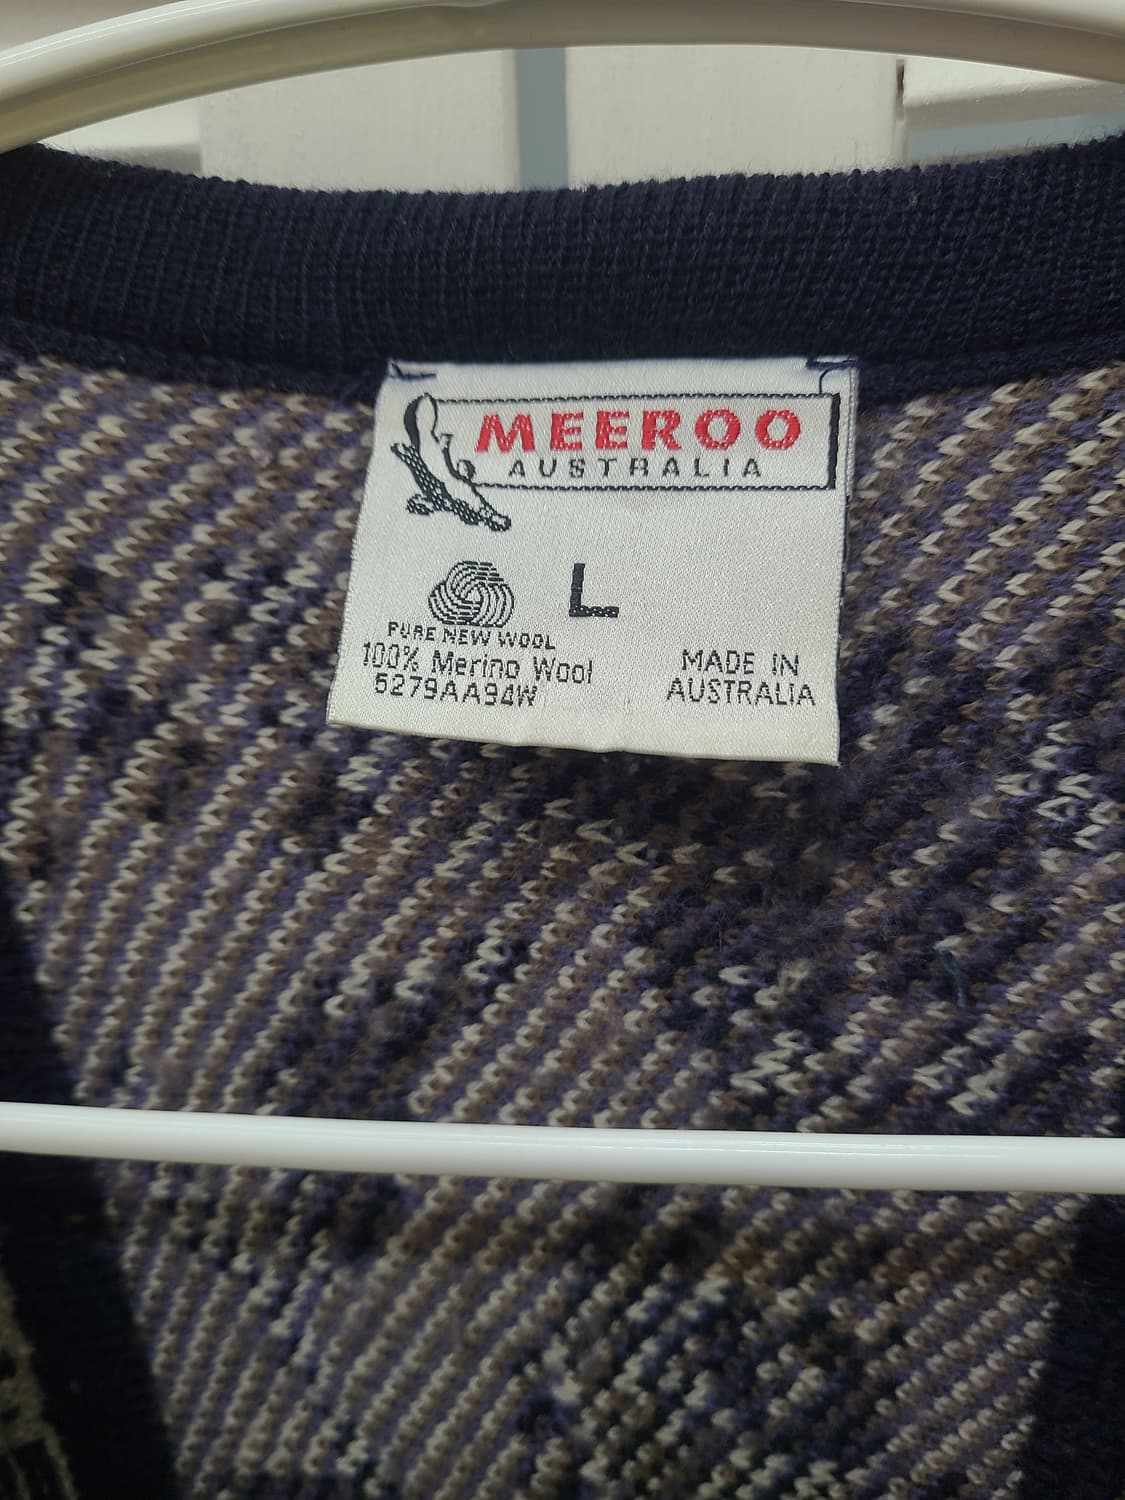 MEEROO
AUSTRALIA
L
PURE NEW WOOL
100% Merino Wool
5279AA94W
MADE IN
AUSTRALIA